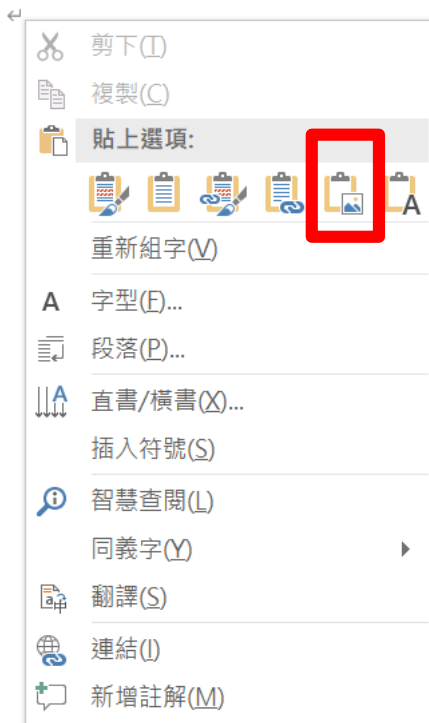 剪下(T)
複製(C)
貼上選項:
重新組字(V)
A 字型(F)...
段落(P)...
直書/橫書(X)...
插入符號(S)
智慧查閱(L)
同義字(Y)
翻譯(S)
連結(I)
新增註解(M)